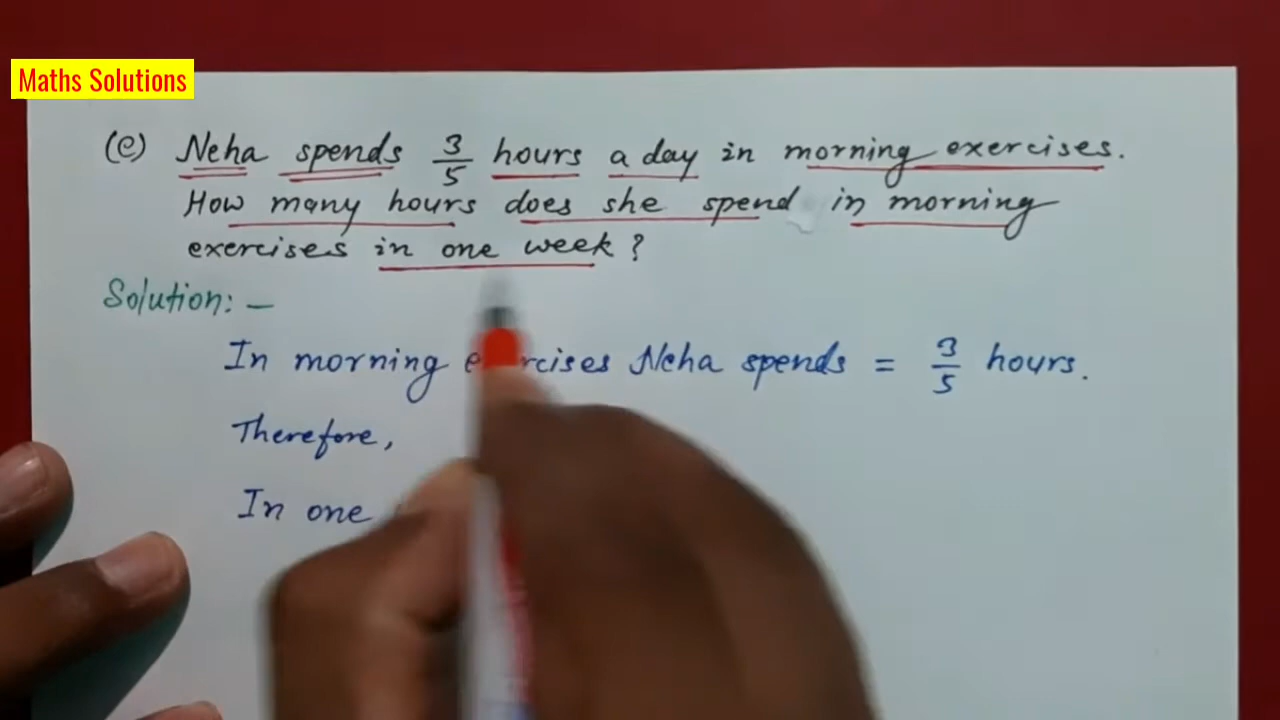 Maths Solutions
(e) Neha spends 3/5 hours a day in morning exercises.
How many hours does she spend in morning
exercises in one week?
Solution: —
In morning exercises Neha spends = 3/5 hours.
Therefore,
In one